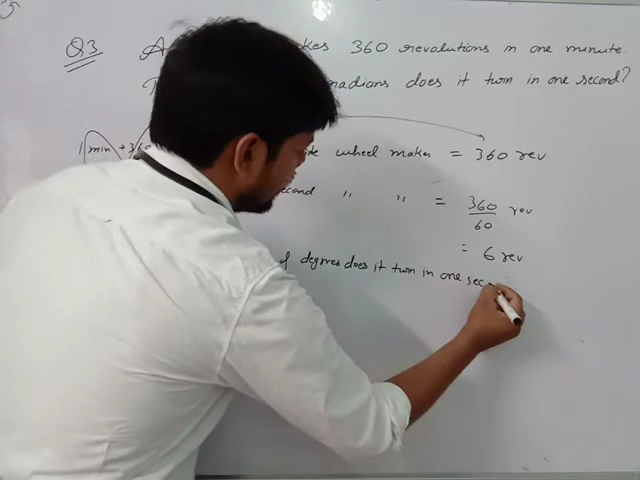 Q3 A kes 360 revolutions in one minute
radians does it turn in one second?
1 min → 360
wheel makes = 360 rev.
econd " " = 360/60 rev
= 6 rev
of degrees does it turn in one sec